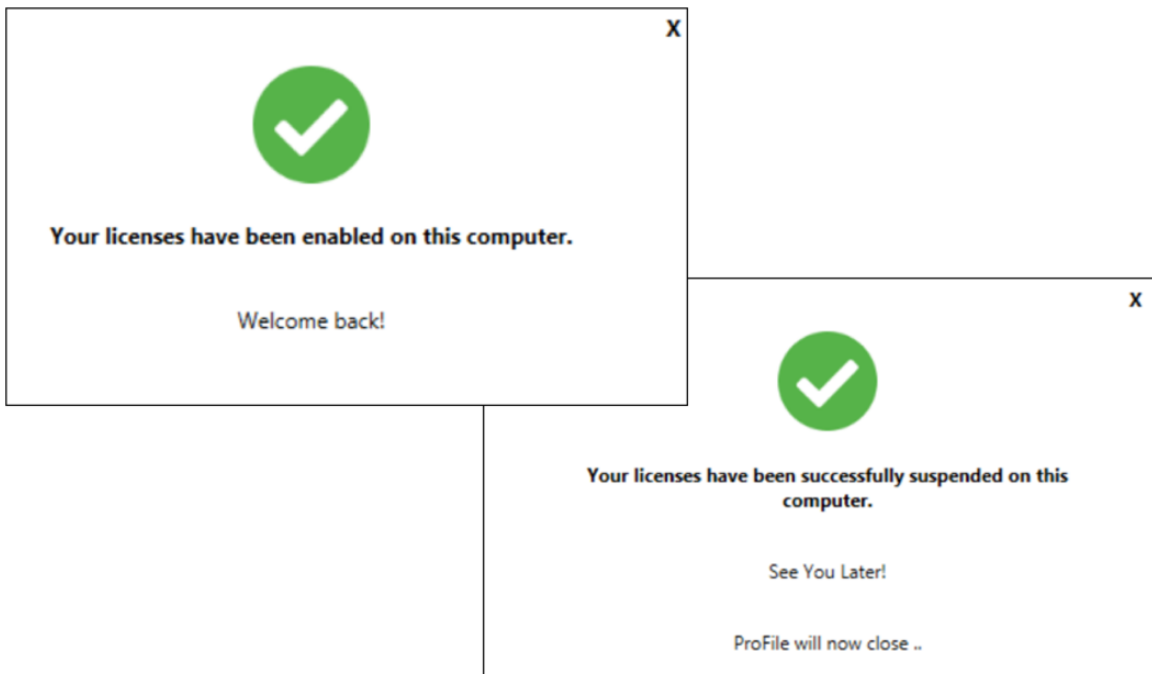 X
Your licenses have been enabled on this computer.
Welcome back!
X
Your licenses have been successfully suspended on this
computer.
See You Later!
ProFile will now close ..